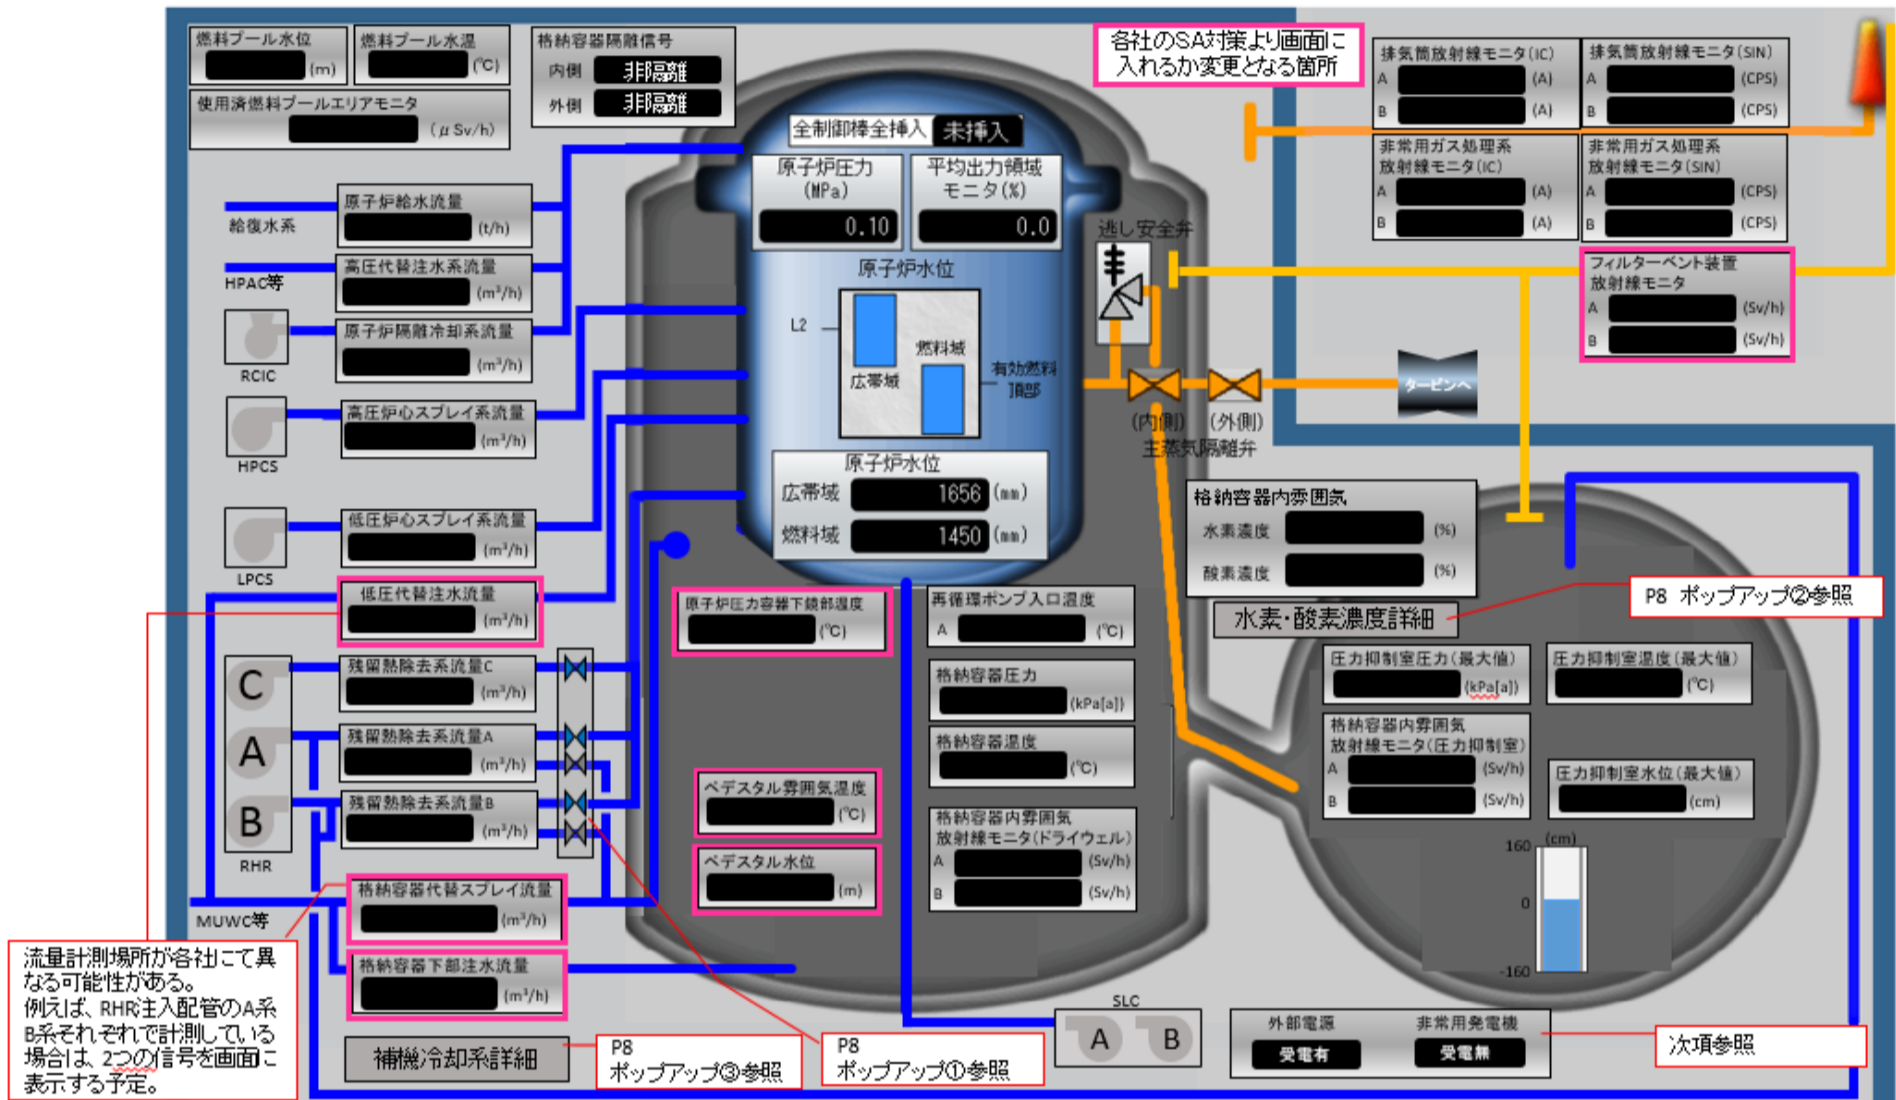 燃料プール水位
(m)
燃料プール水温
(℃)
使用済燃料プールエリアモニタ
(μSv/h)
格納容器隔離信号
内側 非隔離
外側 非隔離
各社のSA対策より画面に
入れるか変更となる箇所
排気筒放射線モニタ(IC)
A (A)
B (A)
排気筒放射線モニタ(SIN)
A (CPS)
B (CPS)
非常用ガス処理系
放射線モニタ(IC)
A (A)
B (A)
非常用ガス処理系
放射線モニタ(SIN)
A (CPS)
B (CPS)
フィルターベント装置
放射線モニタ
A (Sv/h)
B (Sv/h)
全制御棒全挿入 未挿入
原子炉圧力
(MPa)
0.10
平均出力領域
モニタ(%)
0.0
原子炉水位
L2
広帯域
燃料域
有効燃料
頂部
原子炉水位
広帯域 1656 (mm)
燃料域 1450 (mm)
逃し安全弁
(内側) (外側)
主蒸気隔離弁
タービンへ
給復水系
原子炉給水流量
(t/h)
HPAC等
高圧代替注水系流量
(m³/h)
RCIC
原子炉隔離冷却系流量
(m³/h)
HPCS
高圧炉心スプレイ系流量
(m³/h)
LPCS
低圧炉心スプレイ系流量
(m³/h)
低圧代替注水流量
(m³/h)
C
残留熱除去系流量C
(m³/h)
A
残留熱除去系流量A
(m³/h)
B
残留熱除去系流量B
(m³/h)
RHR
MUWC等
格納容器代替スプレイ流量
(m³/h)
格納容器下部注水流量
(m³/h)
補機冷却系詳細
流量計測場所が各社にて異
なる可能性がある。
例えば、RHR注入配管のA系
B系それぞれで計測している
場合は、2つの信号を画面に
表示する予定。
P8
ポップアップ③参照
P8
ポップアップ①参照
原子炉圧力容器下鏡部温度
(℃)
ペデスタル雰囲気温度
(℃)
ペデスタル水位
(m)
再循環ポンプ入口温度
A (℃)
格納容器圧力
(kPa[a])
格納容器温度
(℃)
格納容器内雰囲気
放射線モニタ(ドライウェル)
A (Sv/h)
B (Sv/h)
SLC
A B
格納容器内雰囲気
水素濃度 (%)
酸素濃度 (%)
水素・酸素濃度詳細
P8 ポップアップ②参照
圧力抑制室圧力(最大値)
(kPa[a])
圧力抑制室温度(最大値)
(℃)
格納容器内雰囲気
放射線モニタ(圧力抑制室)
A (Sv/h)
B (Sv/h)
圧力抑制室水位(最大値)
(cm)
(cm)
160
0
-160
外部電源
受電有
非常用発電機
受電無
次項参照